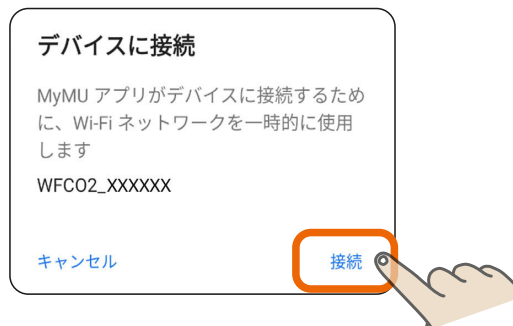 デバイスに接続
MyMU アプリがデバイスに接続するため
に、Wi-Fi ネットワークを一時的に使用
します
WFC02_XXXXXX
キャンセル 接続